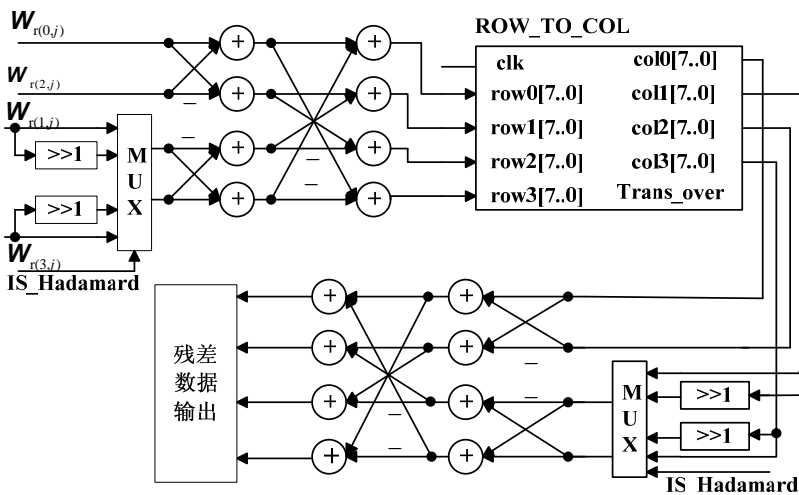 W r(0,j)
ROW_TO_COL
+ +
clk col0[7..0]
W r(2,j)
+ +
row0[7..0] col1[7..0]
W r(1,j)
row1[7..0] col2[7..0]
>>1
MUX
+ +
row2[7..0] col3[7..0]
>>1
+ +
row3[7..0] Trans_over
W r(3,j)
IS_Hadamard
+ +
残差
数据
输出
+ +
MUX
>>1
+ +
>>1
+ +
IS_Hadamard